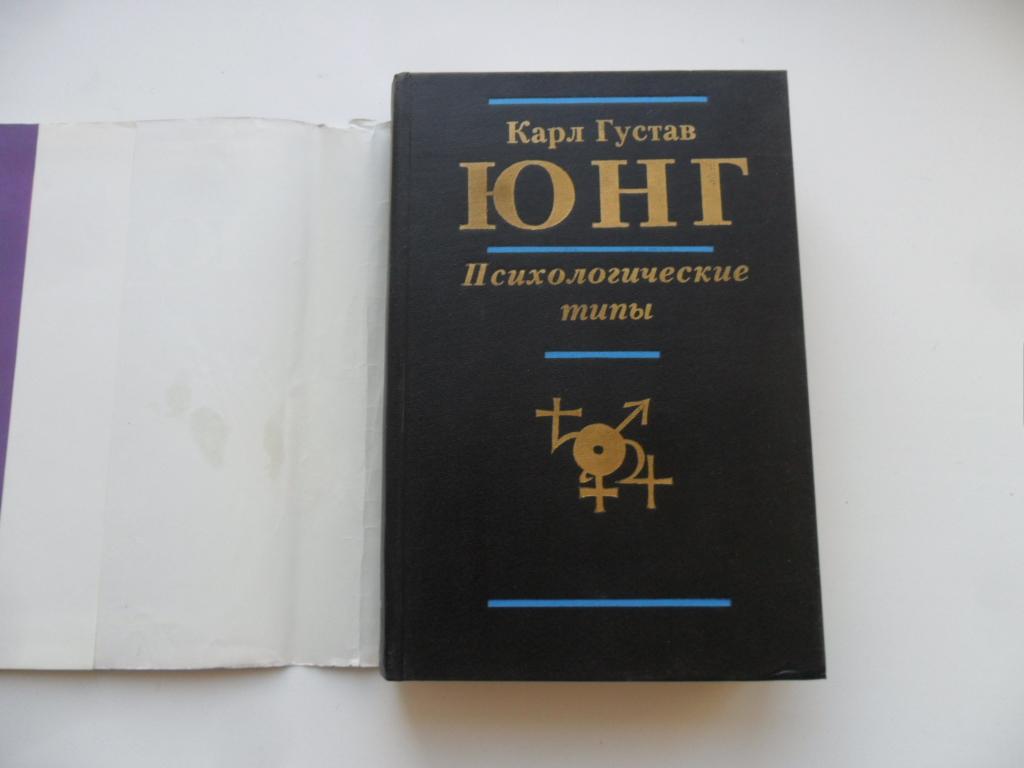 Карл Густав
ЮНГ
Психологические
типы